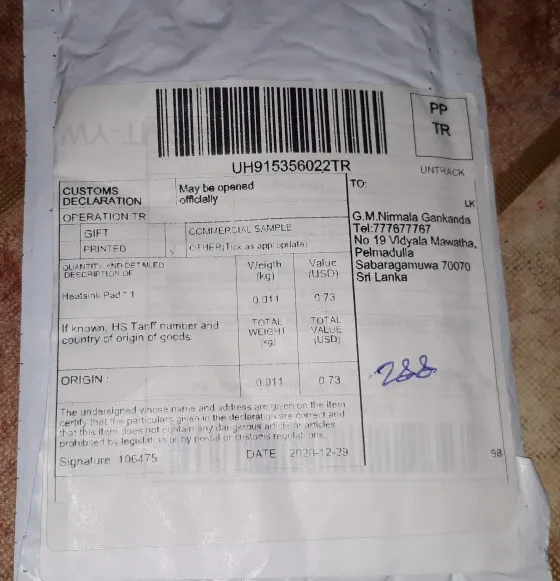 PP
TR
UH915356022TR
UNTRACK
CUSTOMS
DECLARATION
May be opened
officially
OPERATION:TR
GIFT
COMMERCIAL SAMPLE
PRINTED
OTHER(Tick as appropriate)
QUANTITY AND DETAILED
DESCRIPTION OF
Weigth
(kg)
Value
(USD)
Heatsink Pad * 1
0.011
0.73
If known, HS Tariff number and
country of origin of goods.
TOTAL
WEIGHT
(kg)
TOTAL
VALUE
(USD)
ORIGIN :
0.011
0.73
The undersigned whose name and address are given on the item
certify that the particulars given in the declaration are correct and
that this item does not contain any dangerous article or articles
prohibited by legislation or by postal or customs regulations.
Signature 106475
DATE 2020-12-29
TO:
LK
G.M.Nirmala Gankanda
Tel:777677767
No 19 Vidyala Mawatha,
Pelmadulla
Sabaragamuwa 70070
Sri Lanka
288
98